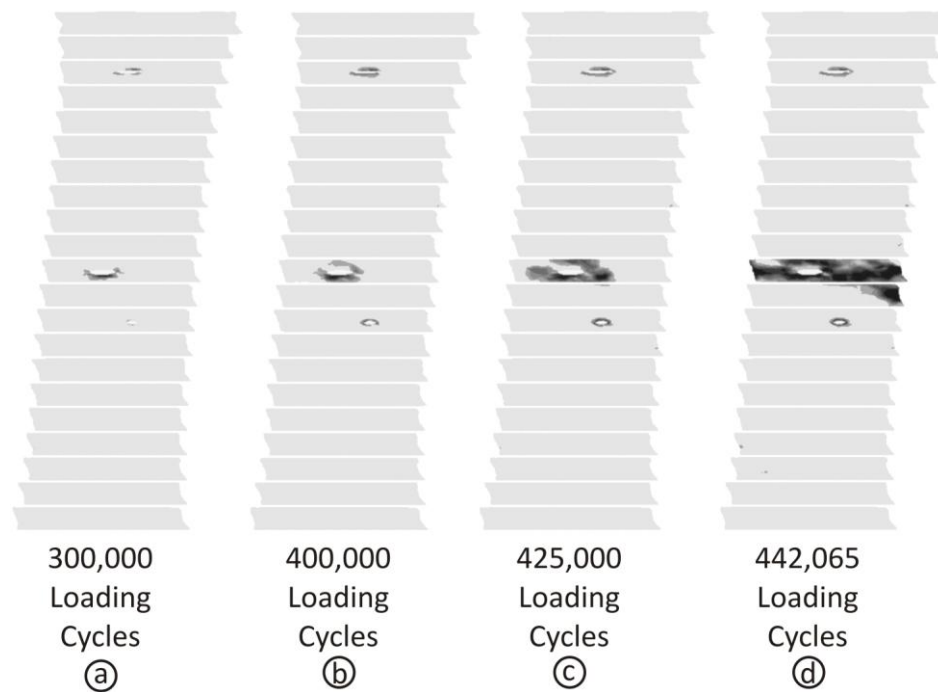 300,000
Loading
Cycles
ⓐ
400,000
Loading
Cycles
ⓑ
425,000
Loading
Cycles
ⓒ
442,065
Loading
Cycles
ⓓ